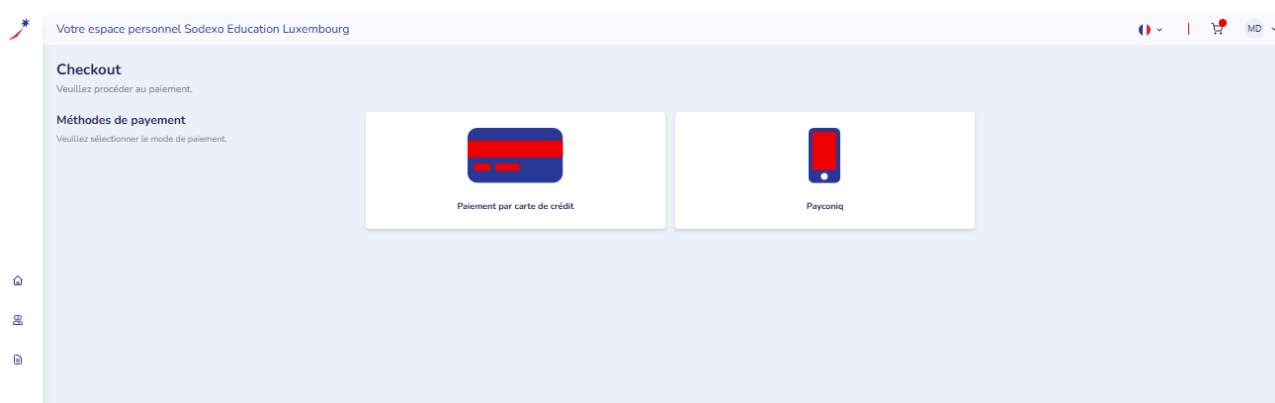 Votre espace personnel Sodexo Education Luxembourg
MD
Checkout
Veuillez procéder au paiement.
Méthodes de payement
Veuillez sélectionner le mode de paiement.
Paiement par carte de crédit
Payconiq